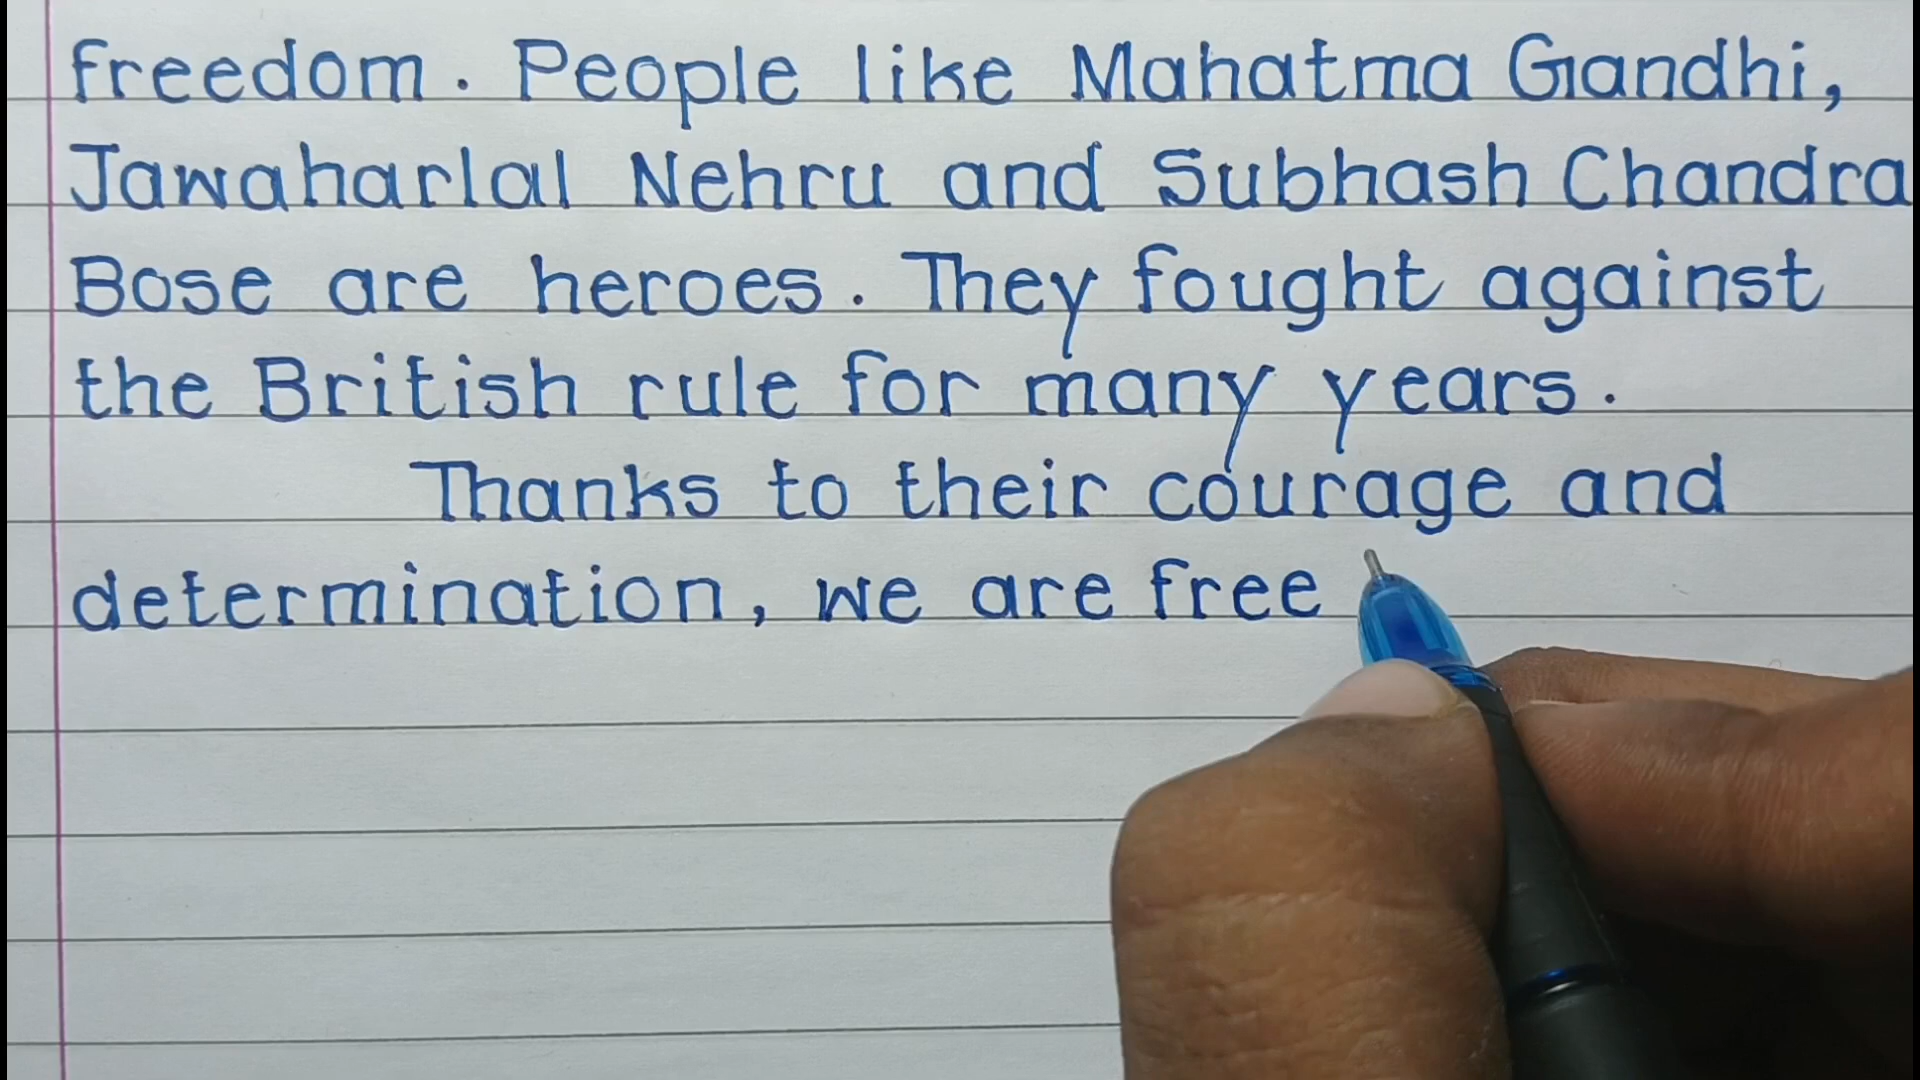 freedom. People like Mahatma Gandhi,
Jawaharlal Nehru and Subhash Chandra
Bose are heroes. They fought against
the British rule for many years.
Thanks to their courage and
determination, we are free